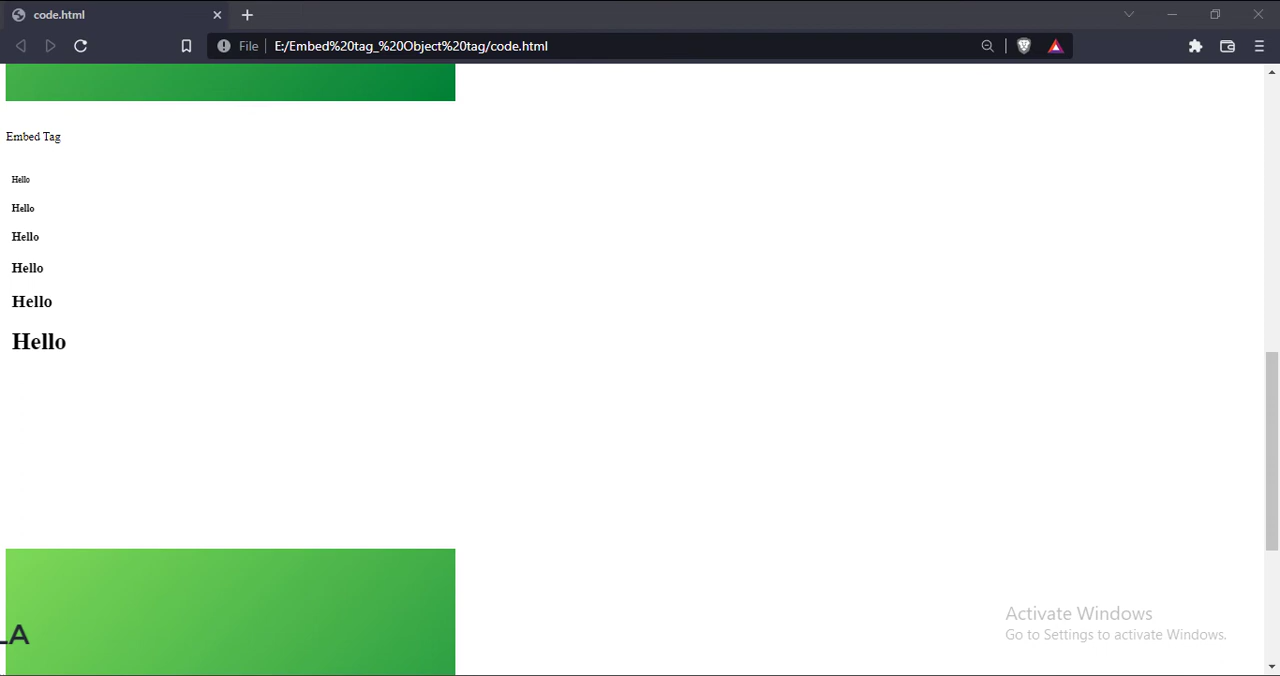 code.html
File E:/Embed%20tag_%20Object%20tag/code.html
Embed Tag
Hello
Hello
Hello
Hello
Hello
Hello
LA
Activate Windows
Go to Settings to activate Windows.